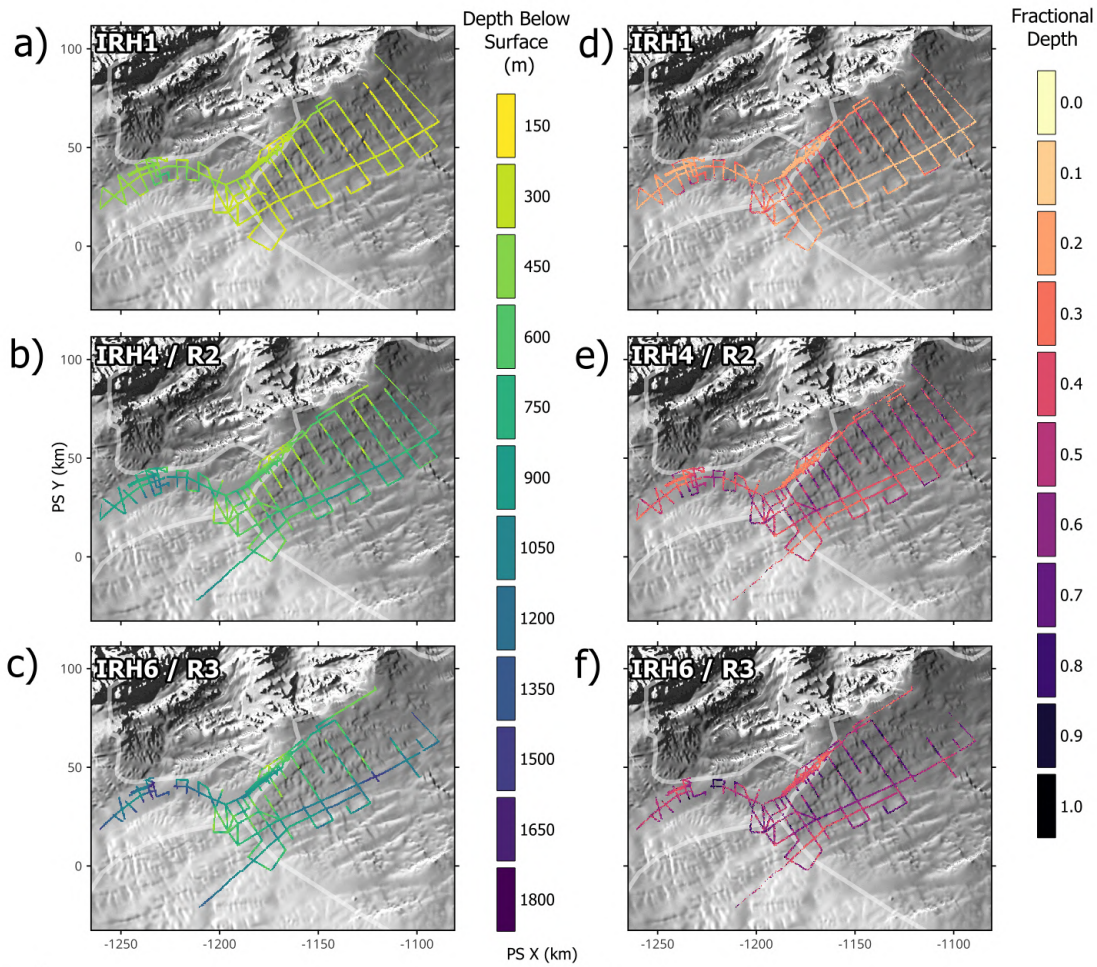 a)
IRH1
100
50
0
b)
IRH4 / R2
100
50
0
PS Y (km)
c)
IRH6 / R3
100
50
0
-1250
-1200
-1150
-1100
PS X (km)
Depth Below
Surface
(m)
150
300
450
600
750
900
1050
1200
1350
1500
1650
1800
d)
IRH1
e)
IRH4 / R2
f)
IRH6 / R3
-1250
-1200
-1150
-1100
Fractional
Depth
0.0
0.1
0.2
0.3
0.4
0.5
0.6
0.7
0.8
0.9
1.0